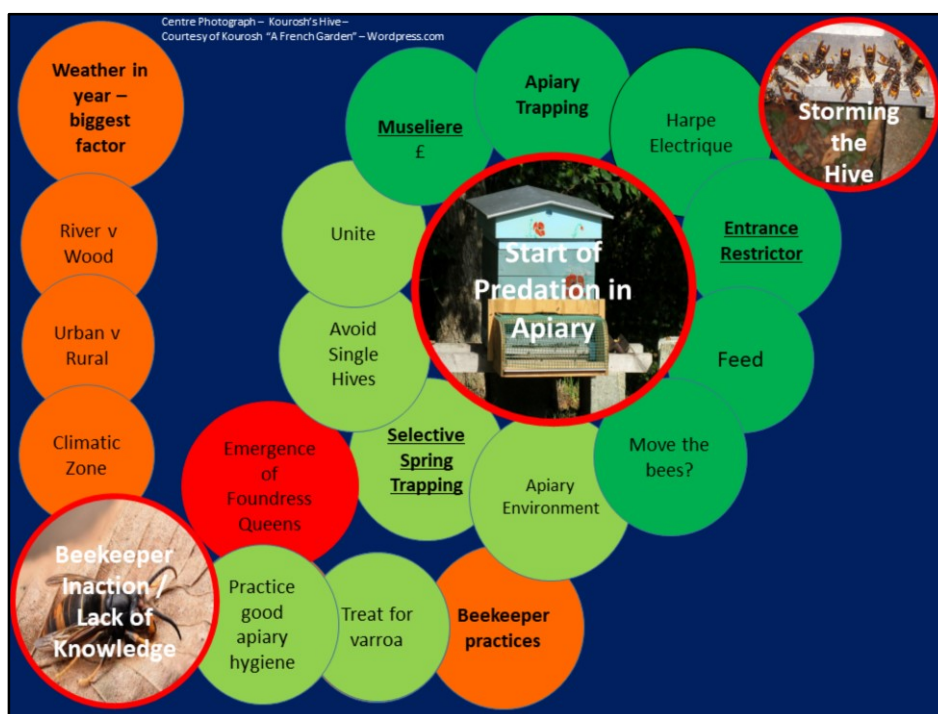 Centre Photograph – Kourosh's Hive –
Courtesy of Kourosh "A French Garden" – Wordpress.com
Weather in
year –
biggest
factor
River v
Wood
Urban v
Rural
Climatic
Zone
Beekeeper
Inaction /
Lack of
Knowledge
Emergence
of
Foundress
Queens
Practice
good
apiary
hygiene
Treat for
varroa
Beekeeper
practices
Apiary
Environment
Selective
Spring
Trapping
Avoid
Single
Hives
Unite
Museliere
£
Apiary
Trapping
Harpe
Electrique
Entrance
Restrictor
Feed
Move the
bees?
Start of
Predation in
Apiary
Storming
the
Hive